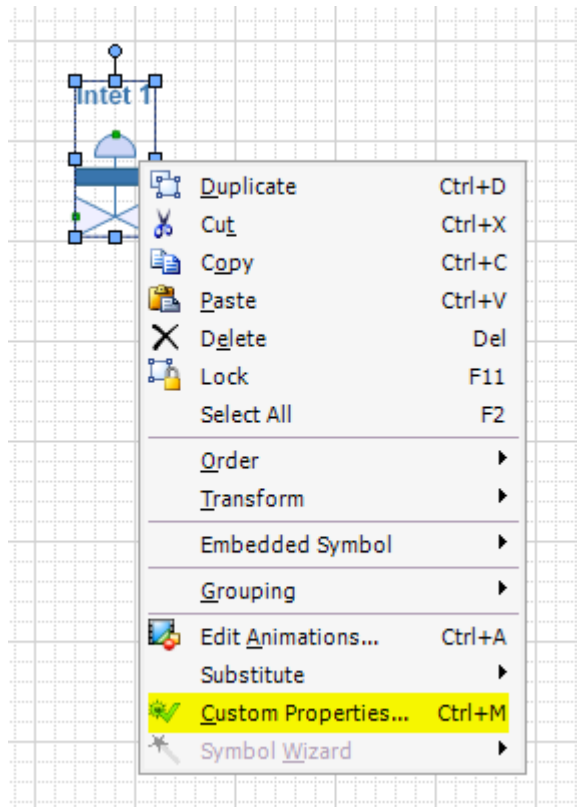 Intet 1
Duplicate Ctrl+D
Cut Ctrl+X
Copy Ctrl+C
Paste Ctrl+V
Delete Del
Lock F11
Select All F2
Order
Transform
Embedded Symbol
Grouping
Edit Animations... Ctrl+A
Substitute
Custom Properties... Ctrl+M
Symbol Wizard